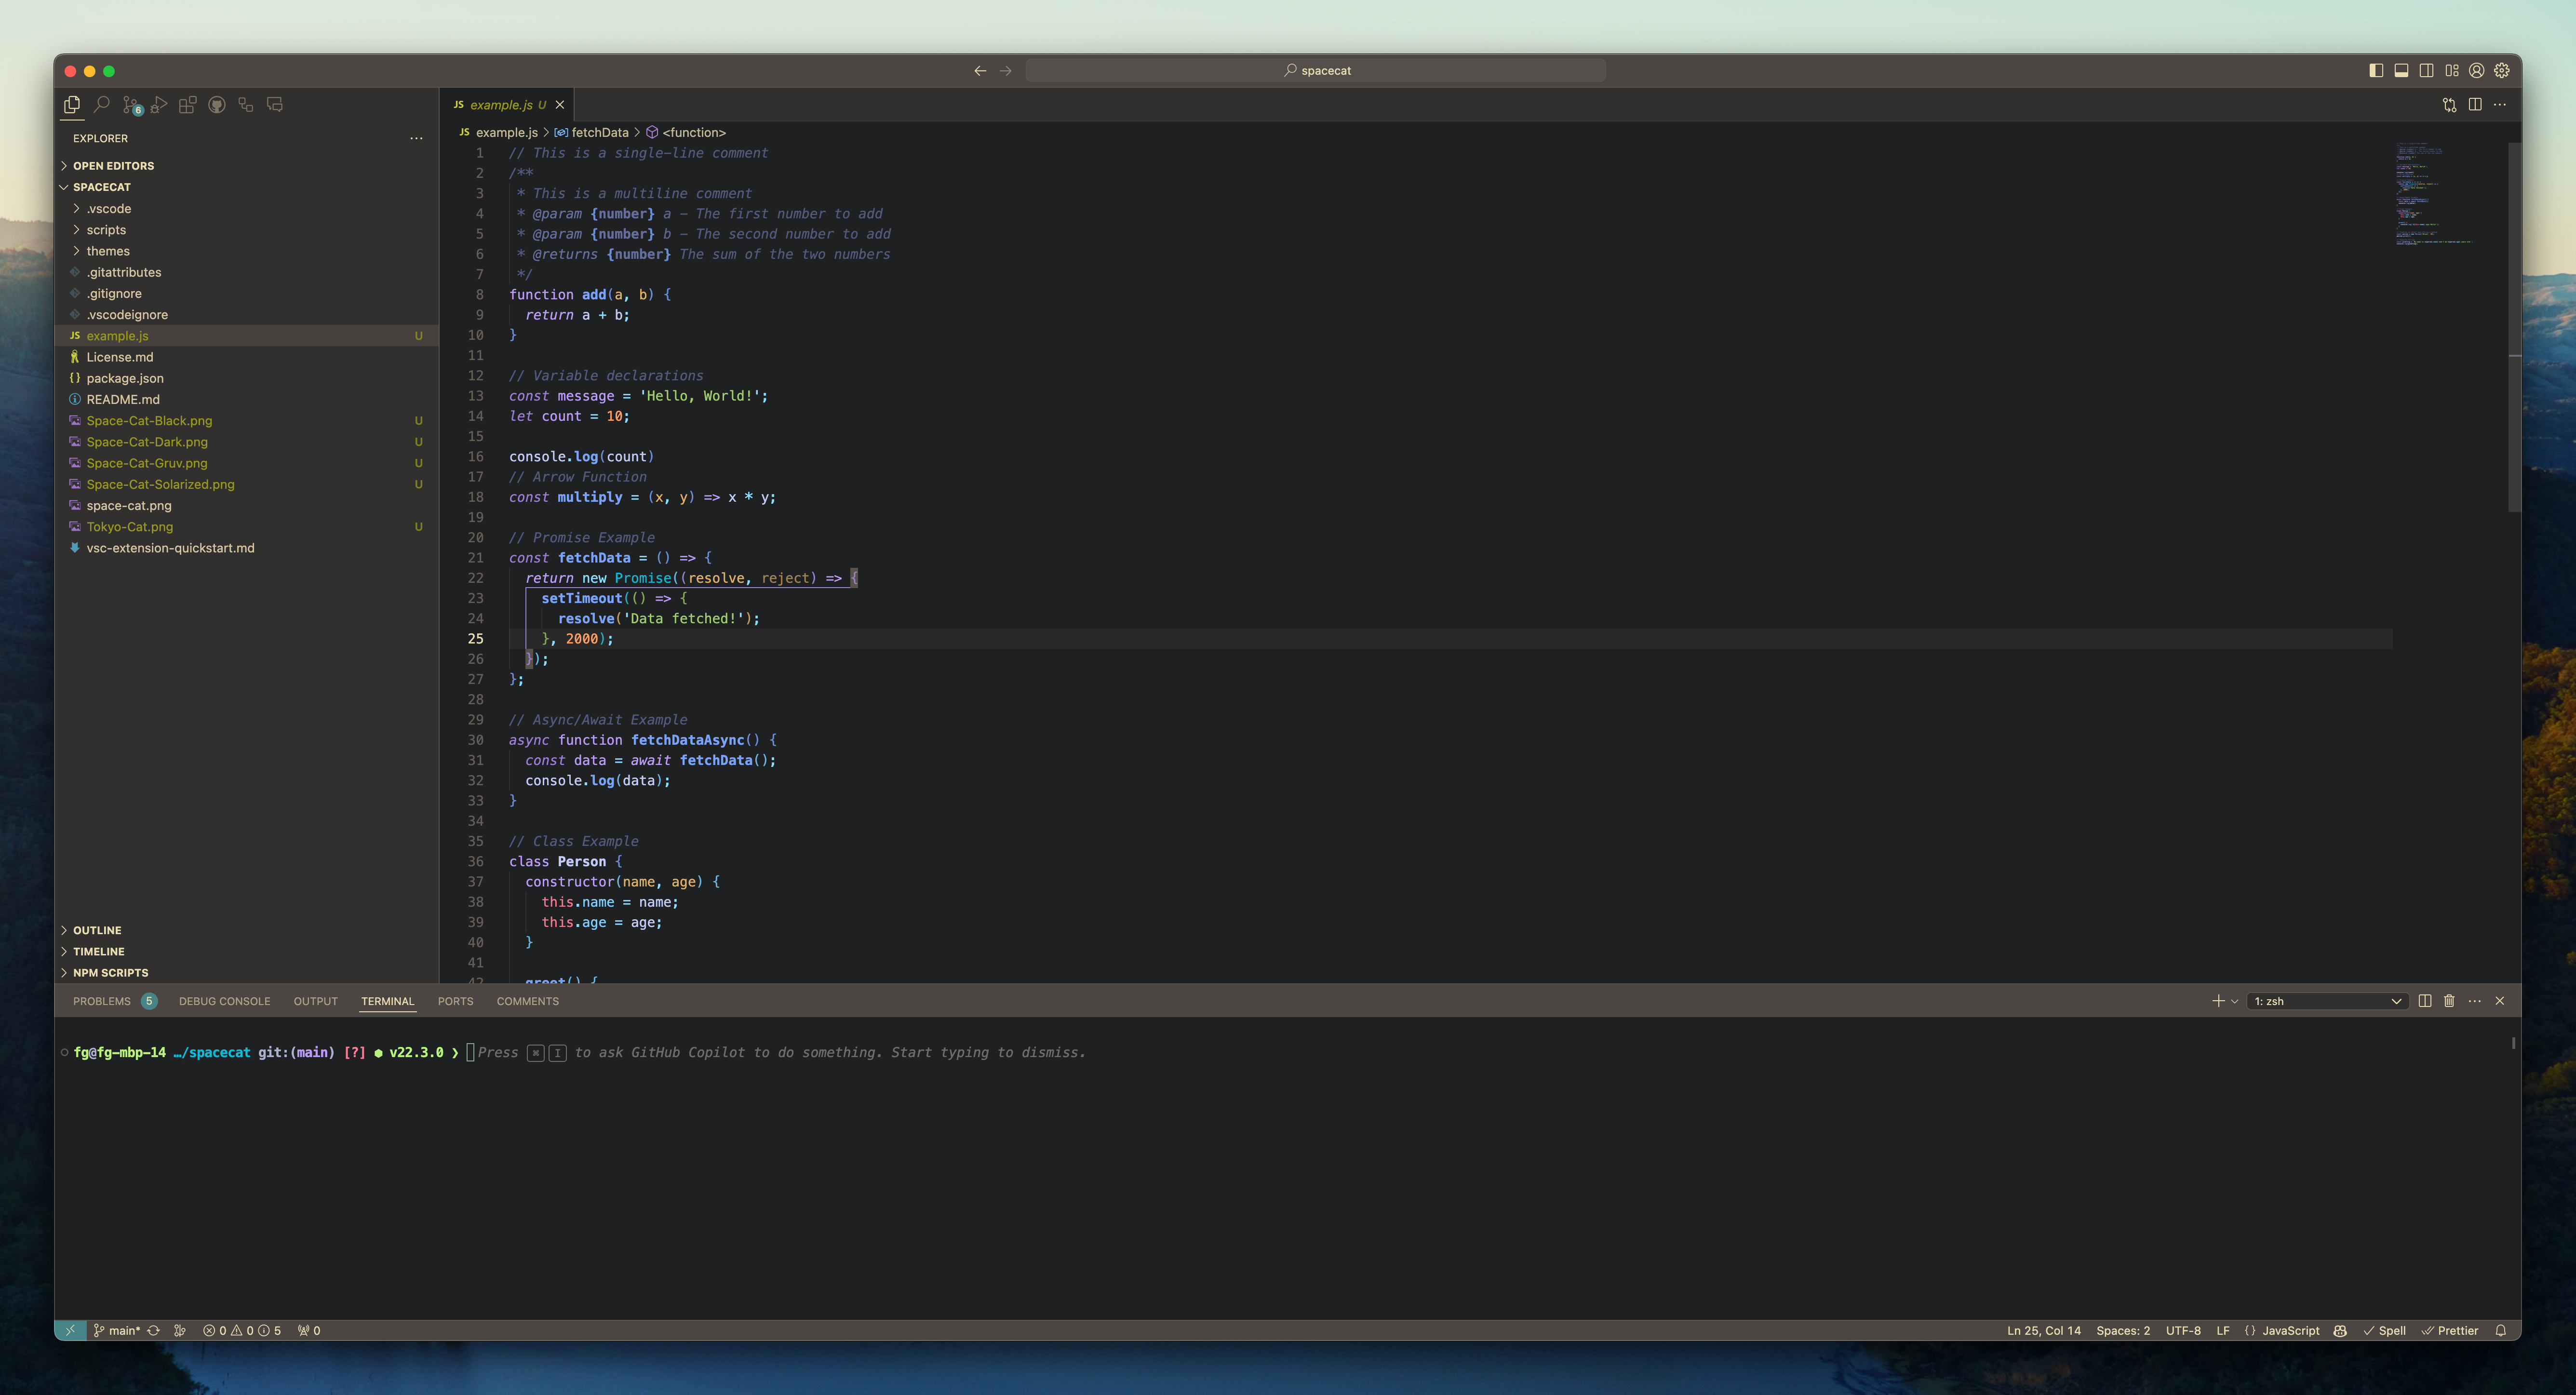 spacecat
6
EXPLORER
OPEN EDITORS
SPACECAT
.vscode
scripts
themes
.gitattributes
.gitignore
.vscodeignore
JS example.js U
License.md
{} package.json
README.md
Space-Cat-Black.png U
Space-Cat-Dark.png U
Space-Cat-Gruv.png U
Space-Cat-Solarized.png U
space-cat.png
Tokyo-Cat.png U
vsc-extension-quickstart.md
OUTLINE
TIMELINE
NPM SCRIPTS
JS example.js U
JS example.js > fetchData > <function>
1 // This is a single-line comment
2 /**
3 * This is a multiline comment
4 * @param {number} a - The first number to add
5 * @param {number} b - The second number to add
6 * @returns {number} The sum of the two numbers
7 */
8 function add(a, b) {
9 return a + b;
10 }
11
12 // Variable declarations
13 const message = 'Hello, World!';
14 let count = 10;
15
16 console.log(count)
17 // Arrow Function
18 const multiply = (x, y) => x * y;
19
20 // Promise Example
21 const fetchData = () => {
22 return new Promise((resolve, reject) => {
23 setTimeout(() => {
24 resolve('Data fetched!');
25 }, 2000);
26 });
27 };
28
29 // Async/Await Example
30 async function fetchDataAsync() {
31 const data = await fetchData();
32 console.log(data);
33 }
34
35 // Class Example
36 class Person {
37 constructor(name, age) {
38 this.name = name;
39 this.age = age;
40 }
41
42 greet() {
PROBLEMS 5 DEBUG CONSOLE OUTPUT TERMINAL PORTS COMMENTS
1: zsh
fg@fg-mbp-14 …/spacecat git:(main) [?] ⬢ v22.3.0 ❯ Press ⌘ I to ask GitHub Copilot to do something. Start typing to dismiss.
main* 0 0 5 0
Ln 25, Col 14 Spaces: 2 UTF-8 LF {} JavaScript Spell Prettier